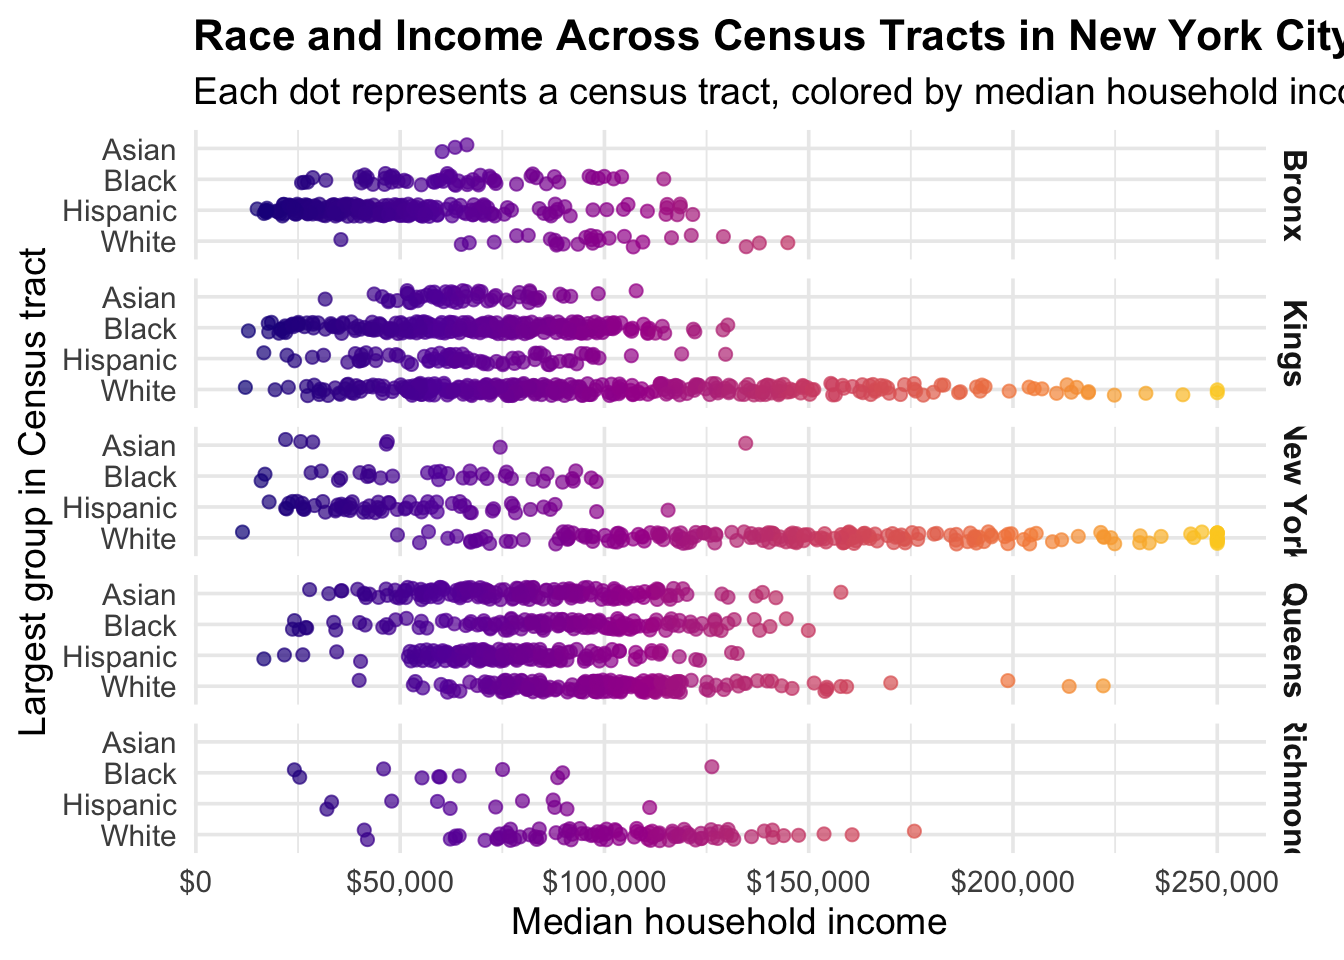 Race and Income Across Census Tracts in New York City
Each dot represents a census tract, colored by median household inco
Largest group in Census tract
Asian
Black
Hispanic
White
Bronx
Asian
Black
Hispanic
White
Kings
Asian
Black
Hispanic
White
New York
Asian
Black
Hispanic
White
Queens
Asian
Black
Hispanic
White
Richmond
$0
$50,000
$100,000
$150,000
$200,000
$250,000
Median household income